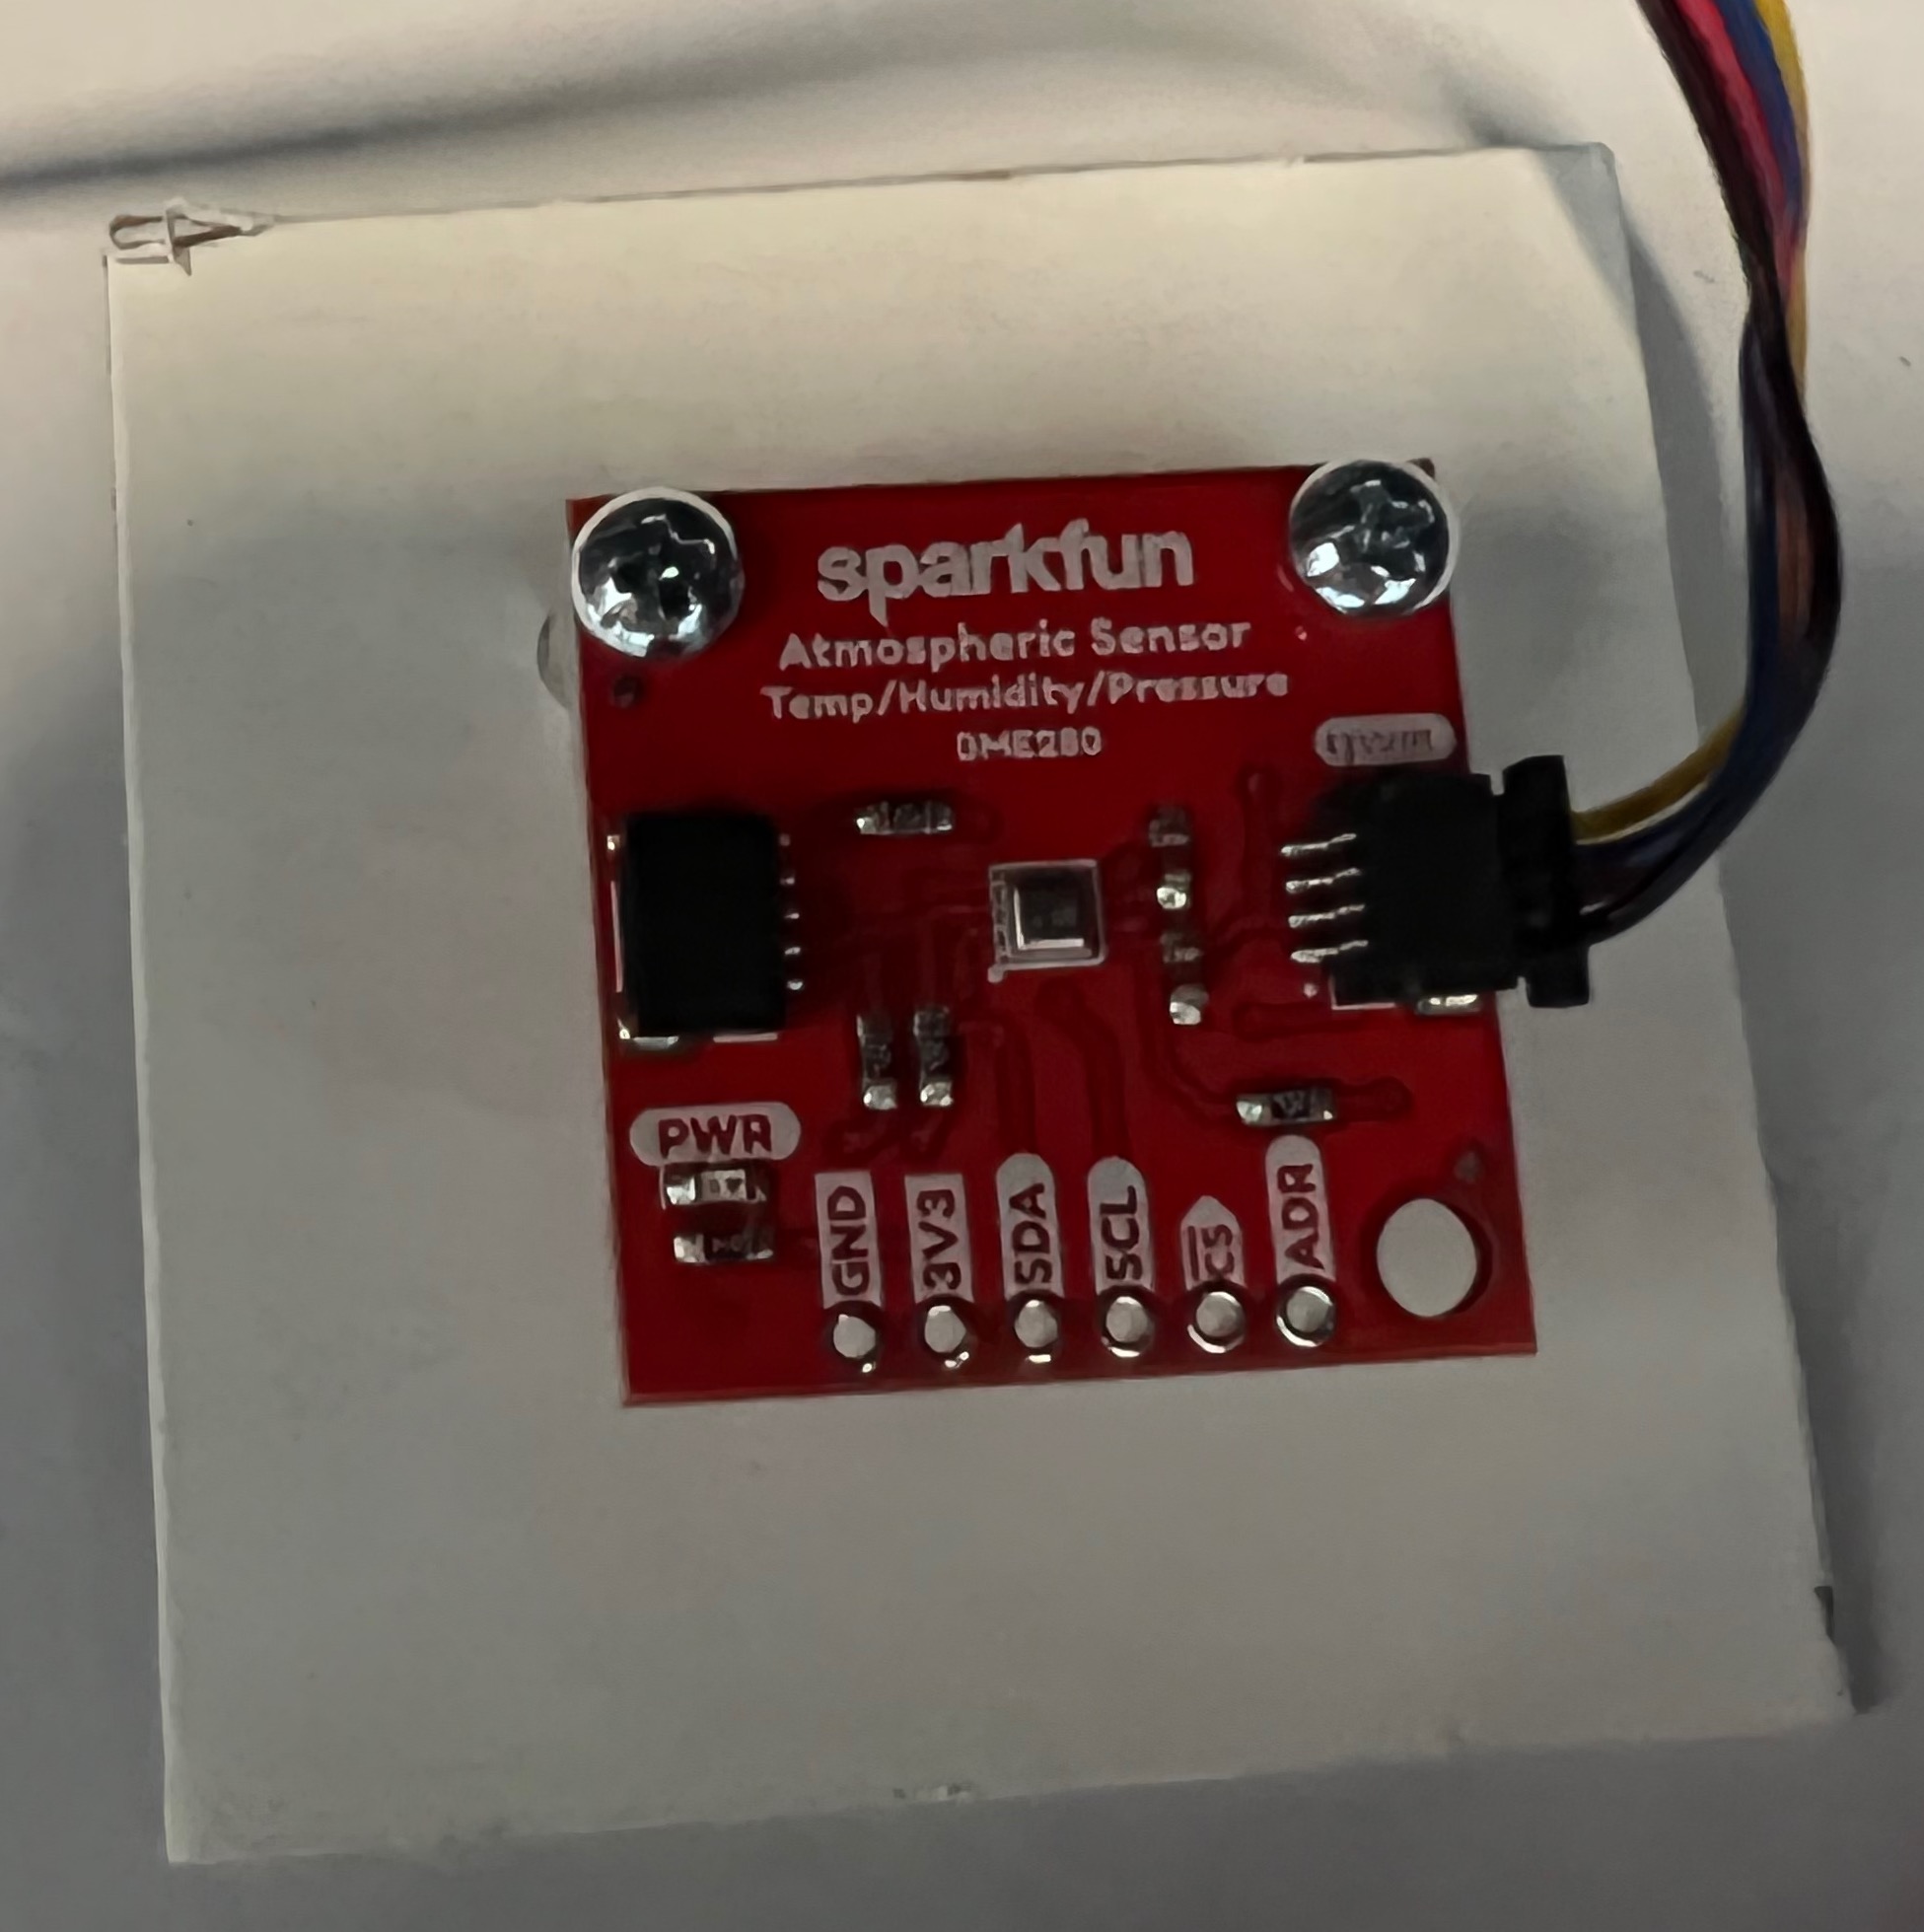 sparkfun
Atmospheric Sensor
Temp/Humidity/Pressure
BME280
PWR
GND
3V3
SDA
SCL
CS
ADR